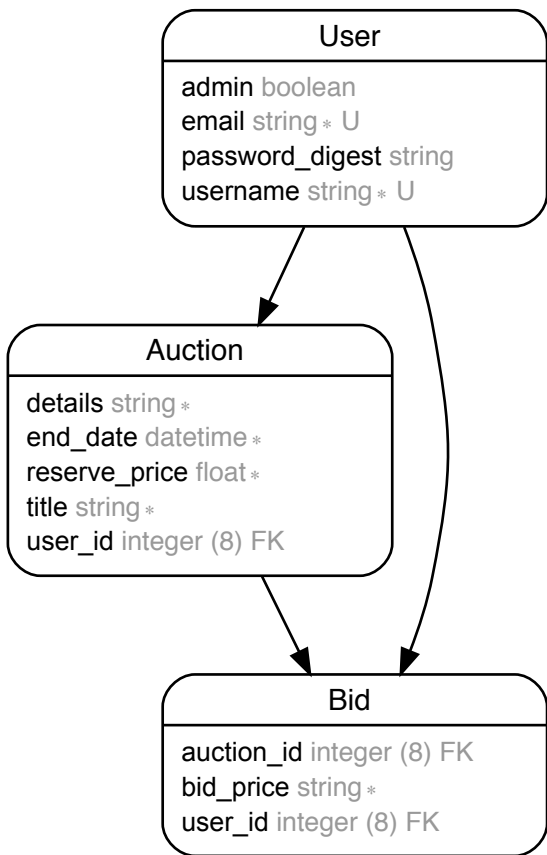 User
admin boolean
email string * U
password_digest string
username string * U
Auction
details string *
end_date datetime *
reserve_price float *
title string *
user_id integer (8) FK
Bid
auction_id integer (8) FK
bid_price string *
user_id integer (8) FK